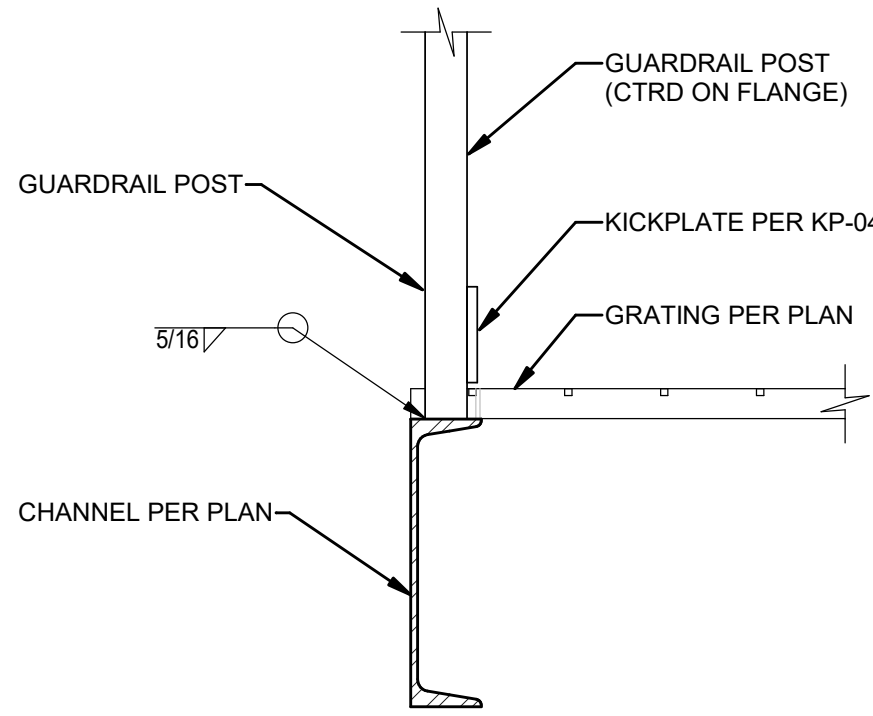 GUARDRAIL POST
(CTRD ON FLANGE)
GUARDRAIL POST
KICKPLATE PER KP-04
GRATING PER PLAN
5/16
CHANNEL PER PLAN